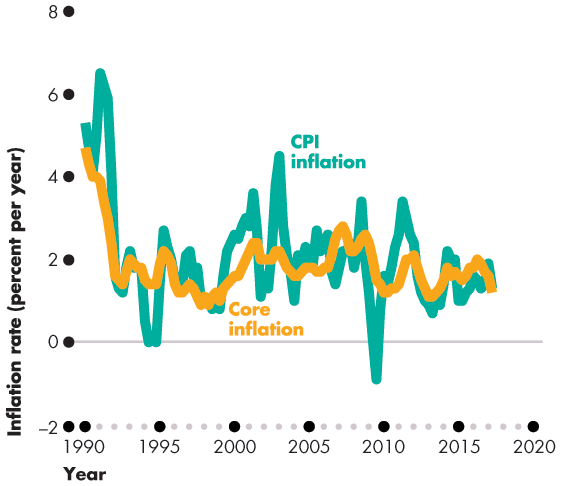 8
6
4
2
0
–2
Inflation rate (percent per year)
CPI
inflation
Core
inflation
1990 1995 2000 2005 2010 2015 2020
Year